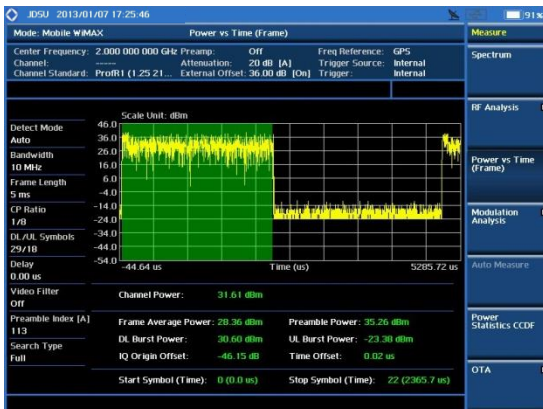 JDSU 2013/01/07 17:25:46 91%
Mode: Mobile WiMAX Power vs Time (Frame)
Center Frequency: 2.000 000 000 GHz Preamp: Off Freq Reference: GPS
Channel: ----- Attenuation: 20 dB [A] Trigger Source: Internal
Channel Standard: ProfR1 (1.25 21... External Offset: 36.00 dB [On] Trigger: Internal
Measure
Spectrum
RF Analysis
Power vs Time
(Frame)
Modulation
Analysis
Auto Measure
Power
Statistics CCDF
OTA
Detect Mode
Auto
Bandwidth
10 MHz
Frame Length
5 ms
CP Ratio
1/8
DL/UL Symbols
29/18
Delay
0.00 us
Video Filter
Off
Preamble Index [A]
113
Search Type
Full
Scale Unit: dBm
46.0
36.0
26.0
16.0
6.0
-4.0
-14.0
-24.0
-34.0
-44.0
-54.0
-44.64 us Time (us) 5285.72 us
Channel Power: 31.61 dBm
Frame Average Power: 28.36 dBm Preamble Power: 35.26 dBm
DL Burst Power: 30.60 dBm UL Burst Power: -23.38 dBm
IQ Origin Offset: -46.15 dB Time Offset: 0.02 us
Start Symbol (Time): 0 (0.0 us) Stop Symbol (Time): 22 (2365.7 us)